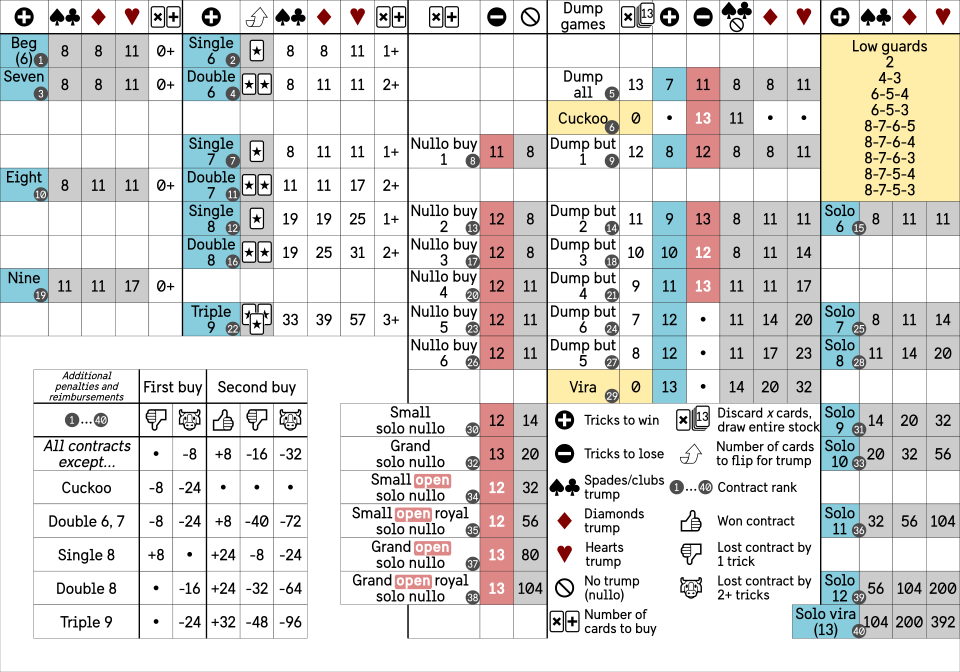 Dump games 13
Beg (6) 1 8 8 11 0+ Single 6 2 8 8 11 1+ Low guards
Seven 3 8 8 11 0+ Double 6 4 8 8 11 2+ Dump all 5 13 7 11 8 8 11
Cuckoo 6 0 • 13 11 • •
Single 7 7 8 11 11 1+ Nullo buy 1 8 11 8 Dump but 1 9 12 8 12 8 8 11
2
4-3
6-5-4
6-5-3
8-7-6-5
8-7-6-4
8-7-6-3
8-7-5-4
8-7-5-3
Eight 10 8 11 11 0+ Double 7 11 11 11 17 2+
Single 8 12 19 19 25 1+ Nullo buy 2 13 12 8 Dump but 2 14 11 9 13 8 11 11 Solo 6 15 8 11 11
Double 8 16 19 25 31 2+ Nullo buy 3 17 12 8 Dump but 3 18 10 10 12 8 11 14
Nine 19 11 11 17 0+ Nullo buy 4 20 12 11 Dump but 4 21 9 11 13 11 11 17
Triple 9 22 33 39 57 3+ Nullo buy 5 23 12 11 Dump but 6 24 7 12 • 11 14 20 Solo 7 25 8 11 14
Nullo buy 6 26 12 11 Dump but 5 27 8 12 • 11 17 23 Solo 8 28 11 14 20
Vira 29 0 13 • 14 20 32
Small solo nullo 30 12 14 Solo 9 31 14 20 32
Grand solo nullo 32 13 20 Solo 10 33 20 32 56
Small open solo nullo 34 12 32
Small open royal solo nullo 35 12 56 Solo 11 36 32 56 104
Grand open solo nullo 37 13 80
Grand open royal solo nullo 38 13 104 Solo 12 39 56 104 200
Solo vira (13) 40 104 200 392
Additional penalties and reimbursements First buy Second buy
1...40
All contracts except... • -8 +8 -16 -32
Cuckoo -8 -24 • • •
Double 6, 7 -8 -24 +8 -40 -72
Single 8 +8 • +24 -8 -24
Double 8 • -16 +24 -32 -64
Triple 9 • -24 +32 -48 -96
Tricks to win
Tricks to lose
Spades/clubs trump
Diamonds trump
Hearts trump
No trump (nullo)
Number of cards to buy
13 Discard x cards, draw entire stock
Number of cards to flip for trump
1...40 Contract rank
Won contract
Lost contract by 1 trick
Lost contract by 2+ tricks